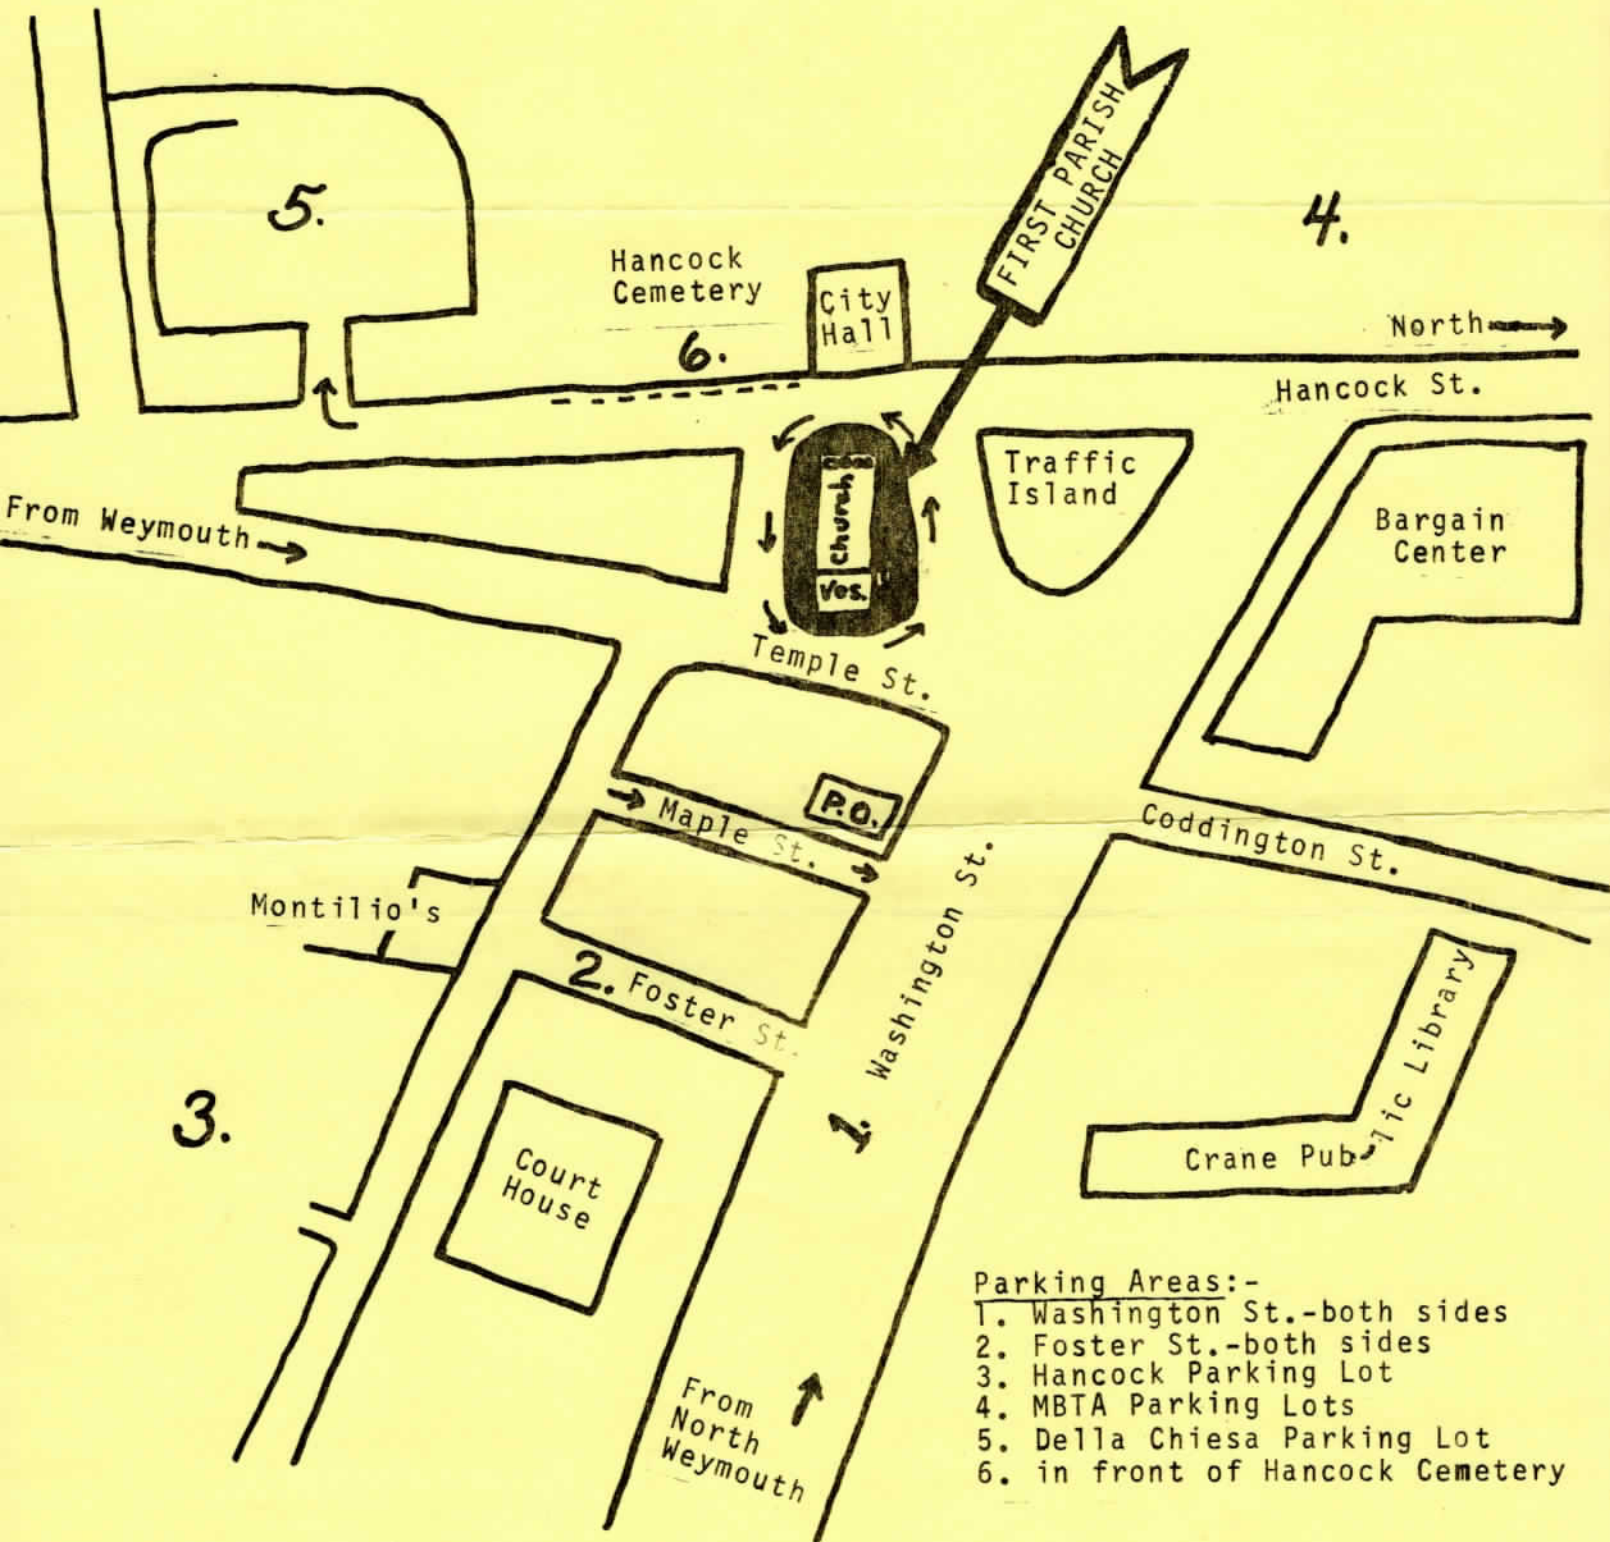 FIRST PARISH
CHURCH
5.
4.
Hancock
Cemetery
City
Hall
6.
North
Hancock St.
From Weymouth
Church
Ves.
Traffic
Island
Bargain
Center
Temple St.
P.O.
Maple St.
Coddington St.
Montilio's
2. Foster St.
Washington St.
1.
3.
Court
House
Crane Public Library
From
North
Weymouth
Parking Areas:-
1. Washington St.-both sides
2. Foster St.-both sides
3. Hancock Parking Lot
4. MBTA Parking Lots
5. Della Chiesa Parking Lot
6. in front of Hancock Cemetery